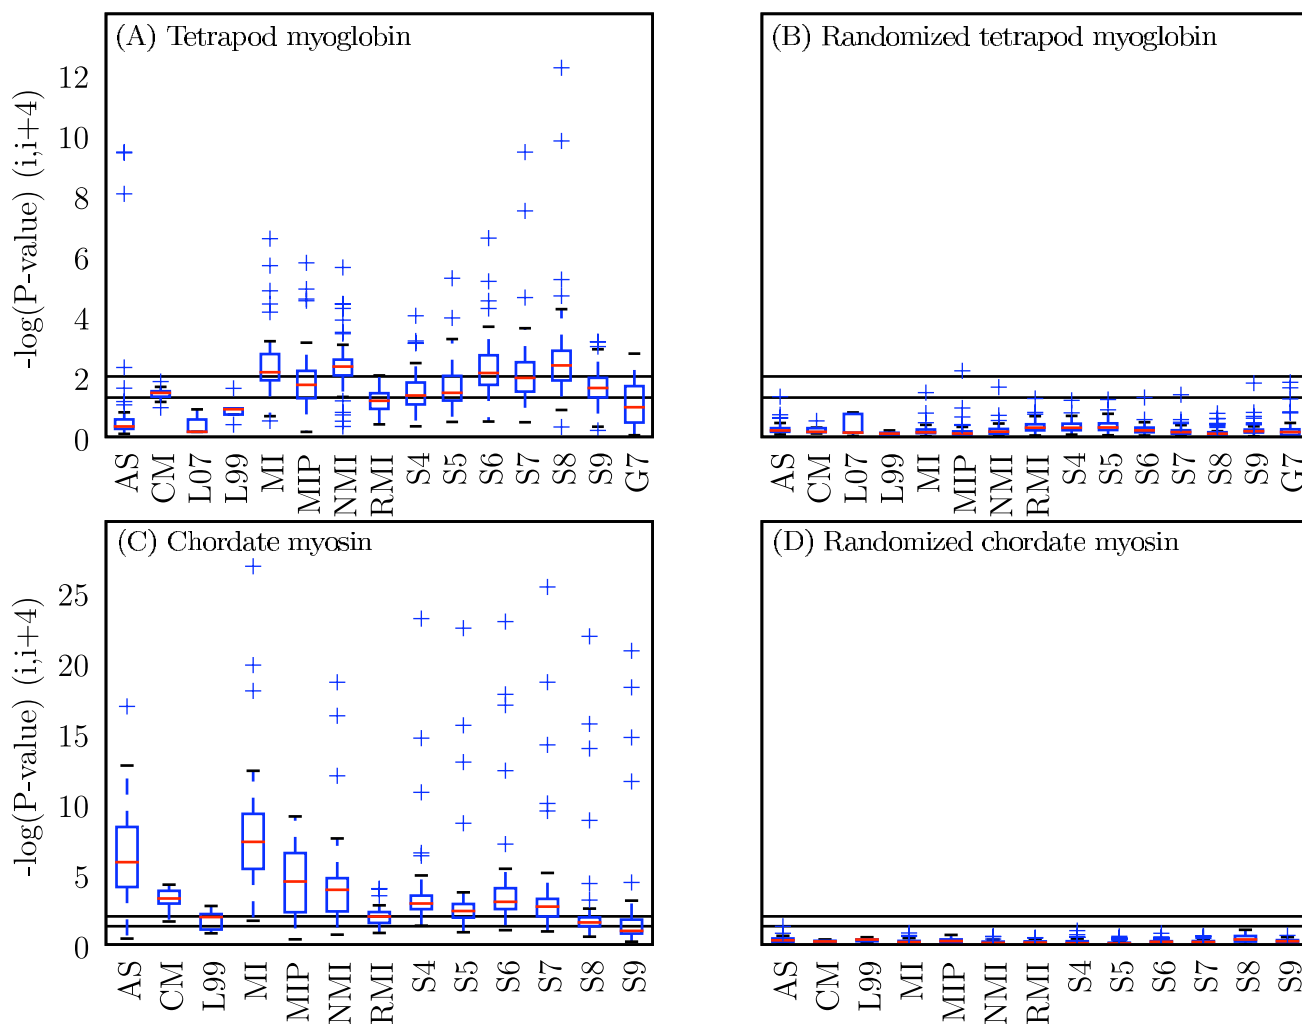 (A) Tetrapod myoglobin
(B) Randomized tetrapod myoglobin
-log(P-value) (i,i+4)
12
10
8
6
4
2
0
AS CM L07 L99 MI MIP NMI RMI S4 S5 S6 S7 S8 S9 G7
AS CM L07 L99 MI MIP NMI RMI S4 S5 S6 S7 S8 S9 G7
(C) Chordate myosin
(D) Randomized chordate myosin
-log(P-value) (i,i+4)
25
20
15
10
5
0
AS CM L99 MI MIP NMI RMI S4 S5 S6 S7 S8 S9
AS CM L99 MI MIP NMI RMI S4 S5 S6 S7 S8 S9